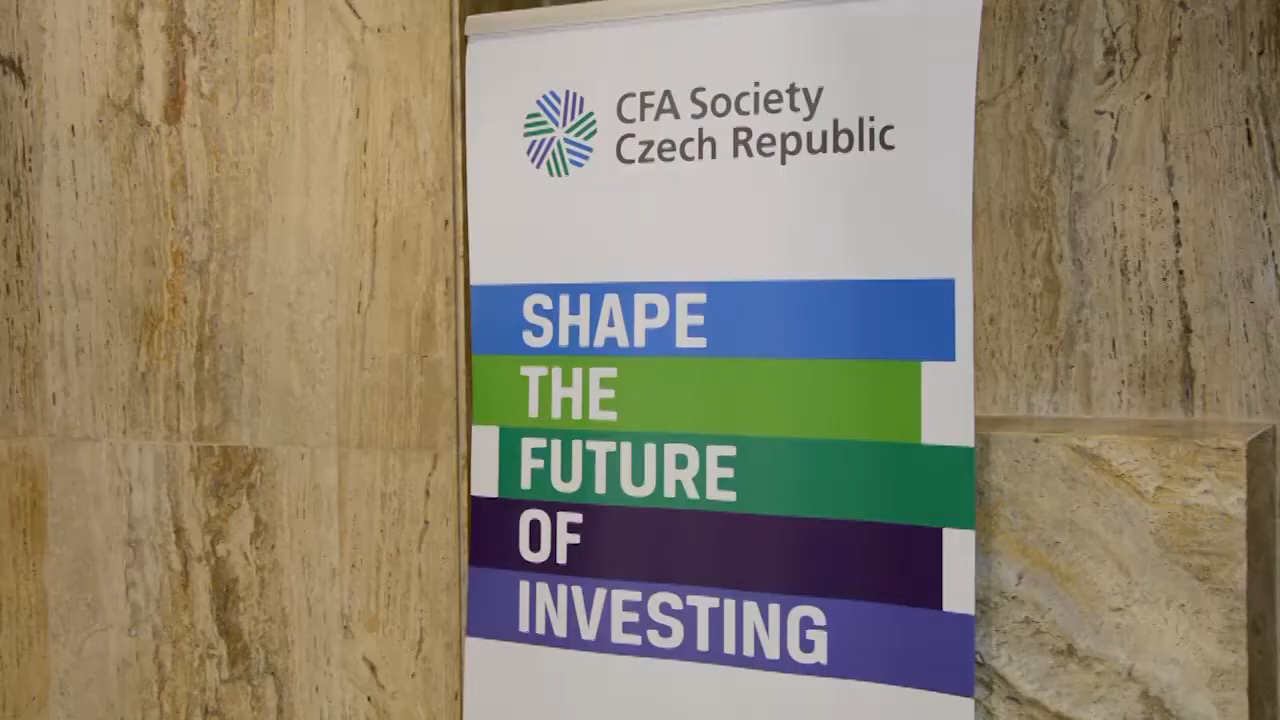 CFA Society
Czech Republic
SHAPE
THE
FUTURE
OF
INVESTING